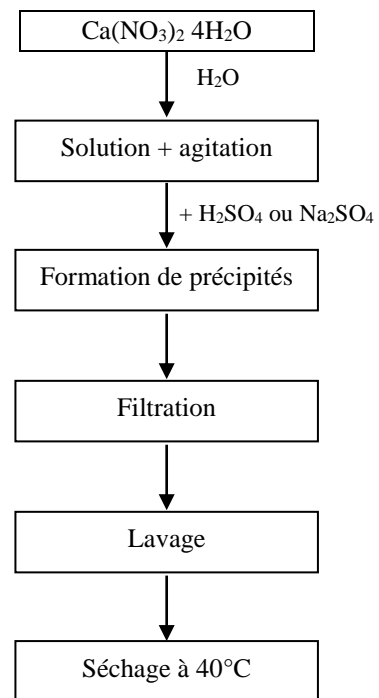 Ca(NO₃)₂ 4H₂O
H₂O
Solution + agitation
+ H₂SO₄ ou Na₂SO₄
Formation de précipités
Filtration
Lavage
Séchage à 40°C